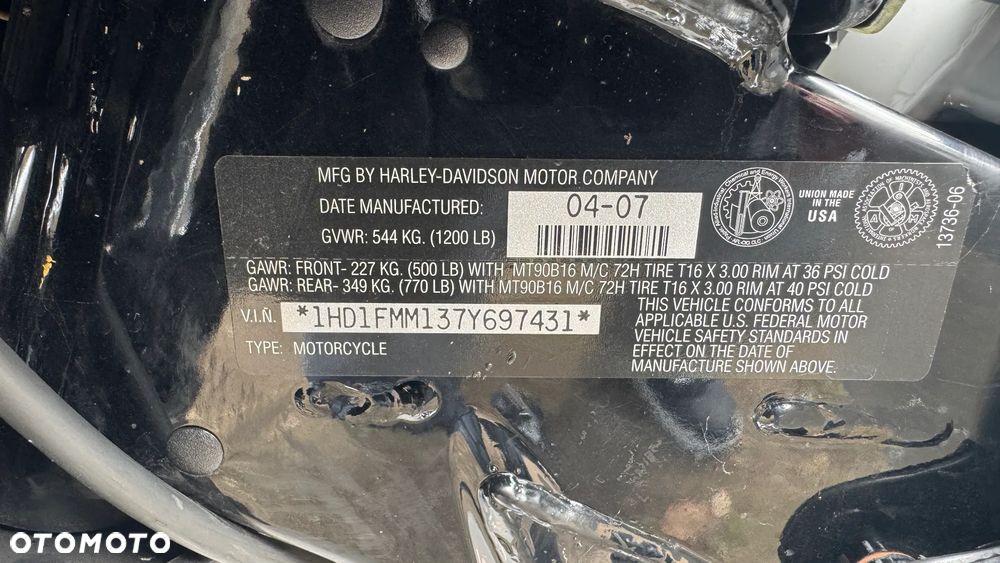 MFG BY HARLEY-DAVIDSON MOTOR COMPANY
DATE MANUFACTURED: 04-07
GVWR: 544 KG. (1200 LB)
UNION MADE
IN THE
USA
13736-06
GAWR: FRONT- 227 KG. (500 LB) WITH MT90B16 M/C 72H TIRE T16 X 3.00 RIM AT 36 PSI COLD
GAWR: REAR- 349 KG. (770 LB) WITH MT90B16 M/C 72H TIRE T16 X 3.00 RIM AT 40 PSI COLD
V.I.N. *1HD1FMM137Y697431*
TYPE: MOTORCYCLE
THIS VEHICLE CONFORMS TO ALL
APPLICABLE U.S. FEDERAL MOTOR
VEHICLE SAFETY STANDARDS IN
EFFECT ON THE DATE OF
MANUFACTURE SHOWN ABOVE.
OTOMOTO